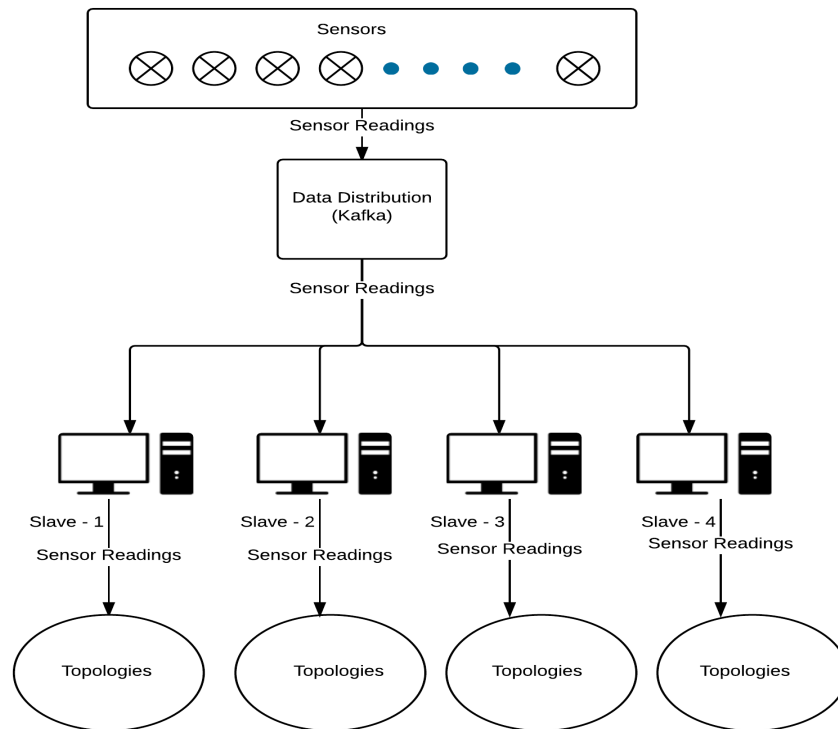 Sensors
Sensor Readings
Data Distribution
(Kafka)
Sensor Readings
Slave - 1
Slave - 2
Slave - 3
Slave - 4
Sensor Readings
Sensor Readings
Sensor Readings
Sensor Readings
Topologies
Topologies
Topologies
Topologies